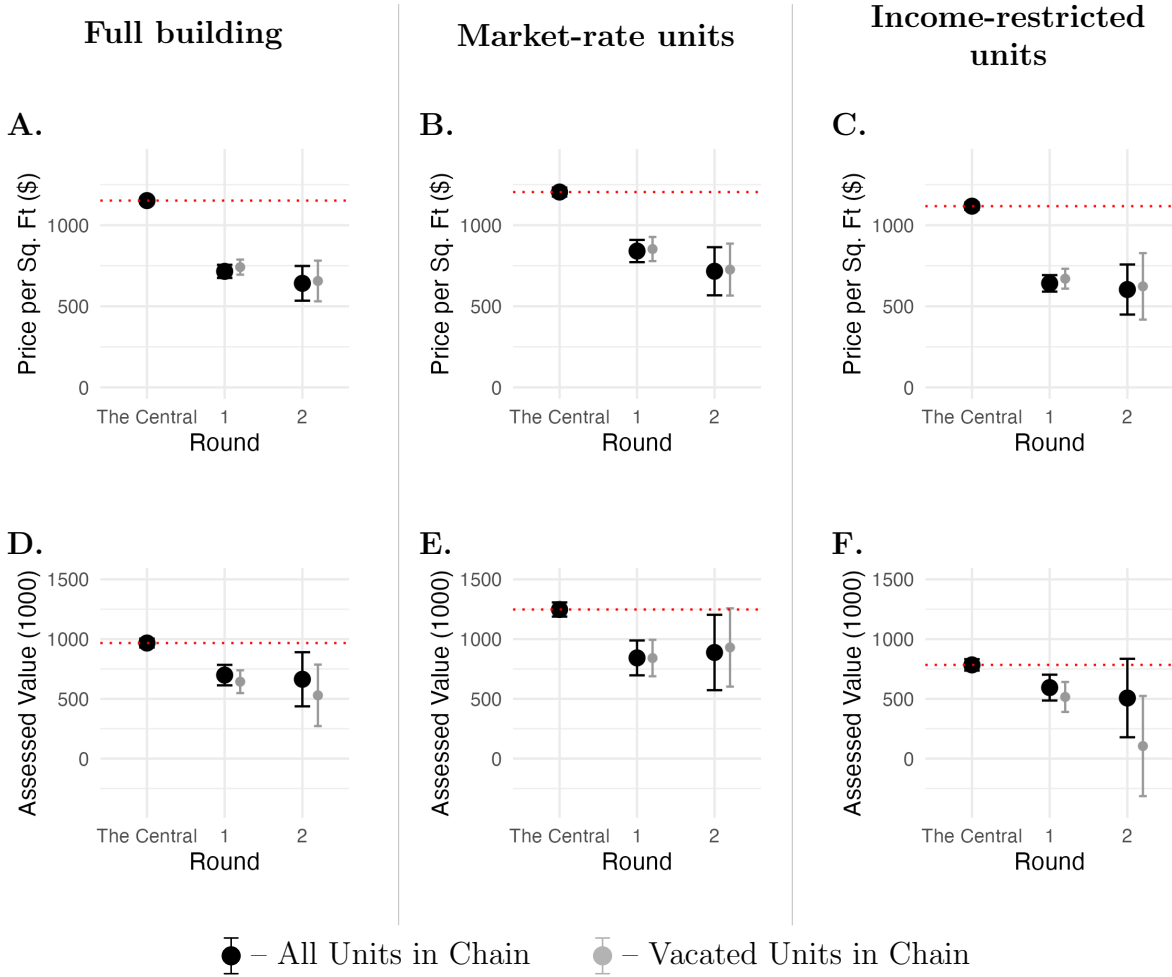 Full building
Market-rate units
Income-restricted
units
A.
Price per Sq. Ft ($)
1000
500
0
The Central 1 2
Round
B.
Price per Sq. Ft ($)
1000
500
0
The Central 1 2
Round
C.
Price per Sq. Ft ($)
1000
500
0
The Central 1 2
Round
D.
Assessed Value (1000)
1500
1000
500
0
The Central 1 2
Round
E.
Assessed Value (1000)
1500
1000
500
0
The Central 1 2
Round
F.
Assessed Value (1000)
1500
1000
500
0
The Central 1 2
Round
– All Units in Chain
– Vacated Units in Chain